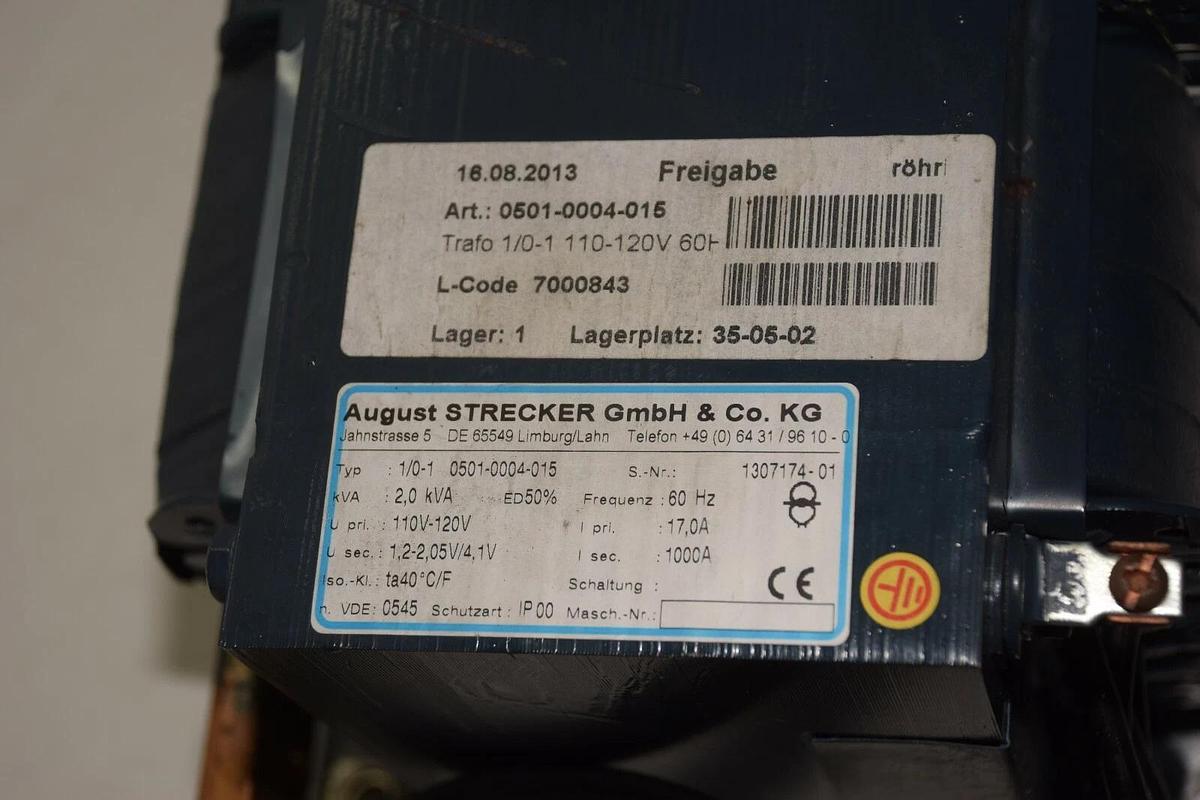 16.08.2013 Freigabe röhri
Art.: 0501-0004-015
Trafo 1/0-1 110-120V 60H
L-Code 7000843
Lager: 1 Lagerplatz: 35-05-02
August STRECKER GmbH & Co. KG
Jahnstrasse 5 DE 65549 Limburg/Lahn Telefon +49 (0) 64 31 / 96 10 - 0
Typ : 1/0-1 0501-0004-015 S.-Nr.: 1307174-01
kVA : 2,0 kVA ED50% Frequenz : 60 Hz
U pri. : 110V-120V I pri. : 17,0A
U sec. : 1,2-2,05V/4,1V I sec. : 1000A
Iso.-Kl.: ta40°C/F Schaltung : CE
n. VDE: 0545 Schutzart : IP00 Masch.-Nr.: